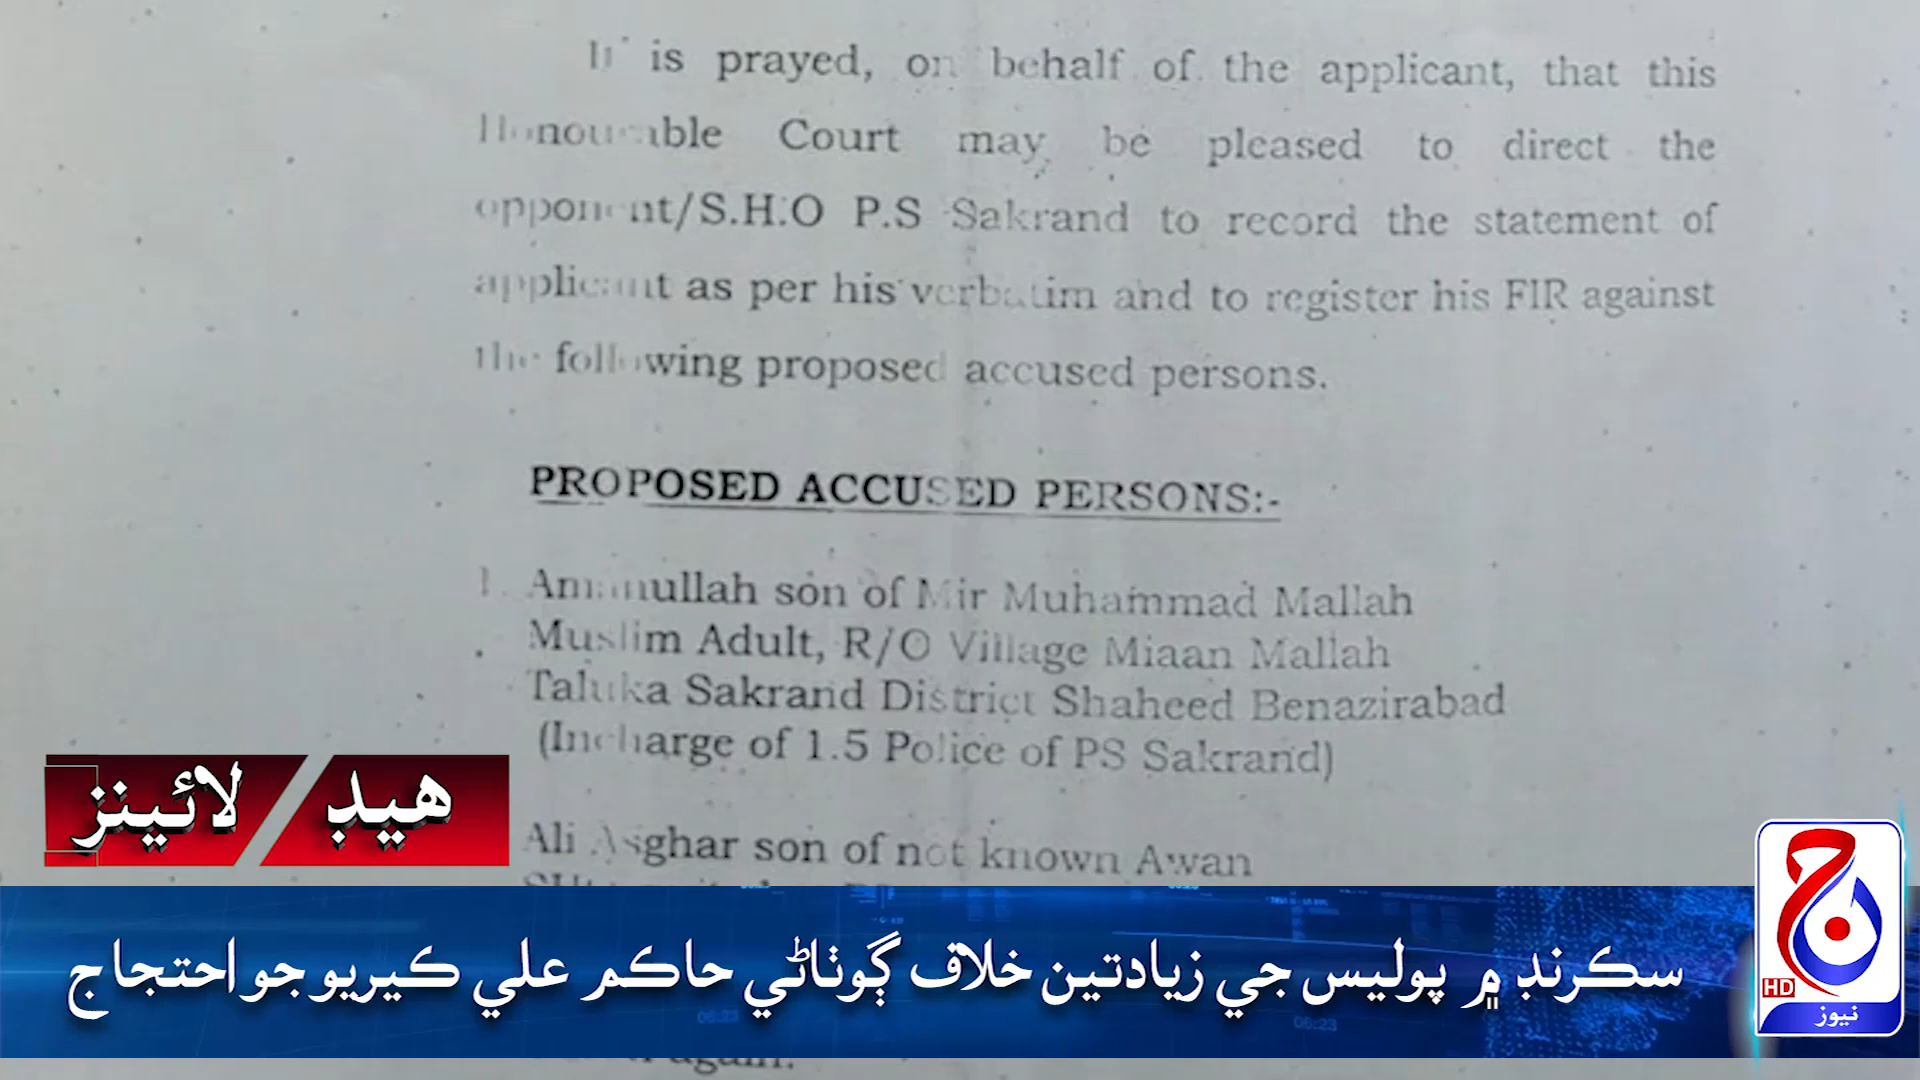 It is prayed, on behalf of the applicant, that this
Honourable Court may be pleased to direct the
opponent/S.H.O P.S Sakrand to record the statement of
applicant as per his verbatim and to register his FIR against
the following proposed accused persons.
PROPOSED ACCUSED PERSONS:-
1. Amanullah son of Mir Muhammad Mallah
Muslim Adult, R/O Village Miaan Mallah
Taluka Sakrand District Shaheed Benazirabad
(Incharge of 1.5 Police of PS Sakrand)
Ali Asghar son of not known Awan
هيڊ لائينز
سڪرنڊ ۾ پوليس جي زيادتين خلاف ڳوٺاڻي حاڪم علي ڪيريو جو احتجاج
HD
نيوز
again.